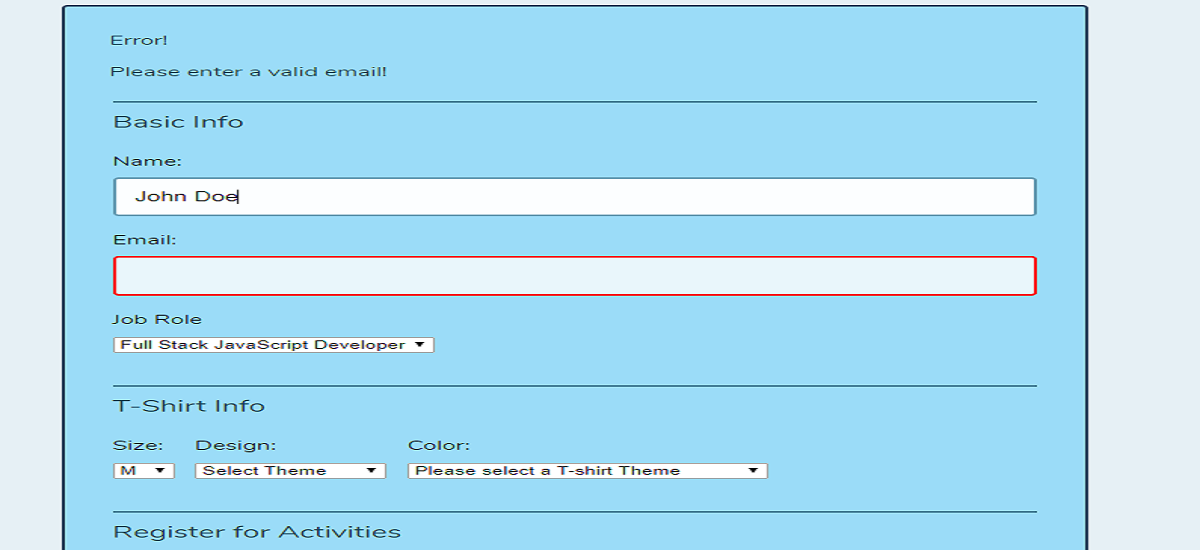 Error!
Please enter a valid email!
Basic Info
Name:
John Doe
Email:
Job Role
Full Stack JavaScript Developer
T-Shirt Info
Size: Design: Color:
M Select Theme Please select a T-shirt Theme
Register for Activities